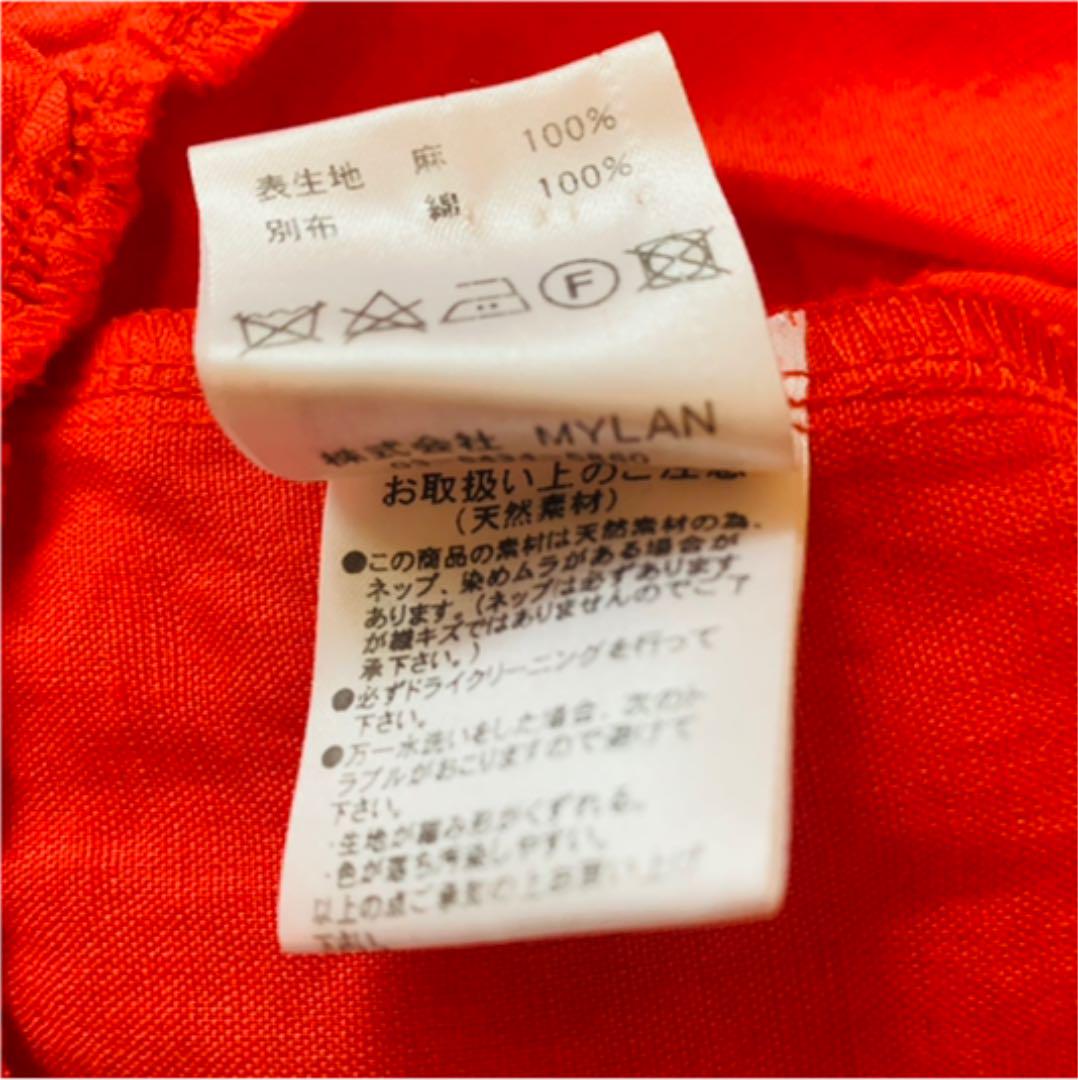 表生地 麻 100%
別布 綿 100%
F
株式会社 MYLAN
お取扱い上のご注意
(天然素材)
●この商品の素材は天然素材の為、
ネップ、染めムラがある場合が
あります。(ネップは必ずあります
が織キズではありませんのでご了
承下さい。)
●必ずドライクリーニングを行って
下さい。
●万一水洗いをした場合、次のト
ラブルがおこりますので避けて
下さい。
・生地が縮み形がくずれる。
・色が落ち汚染しやすい。
以上の点ご承知の上お買い上げ
下さい。